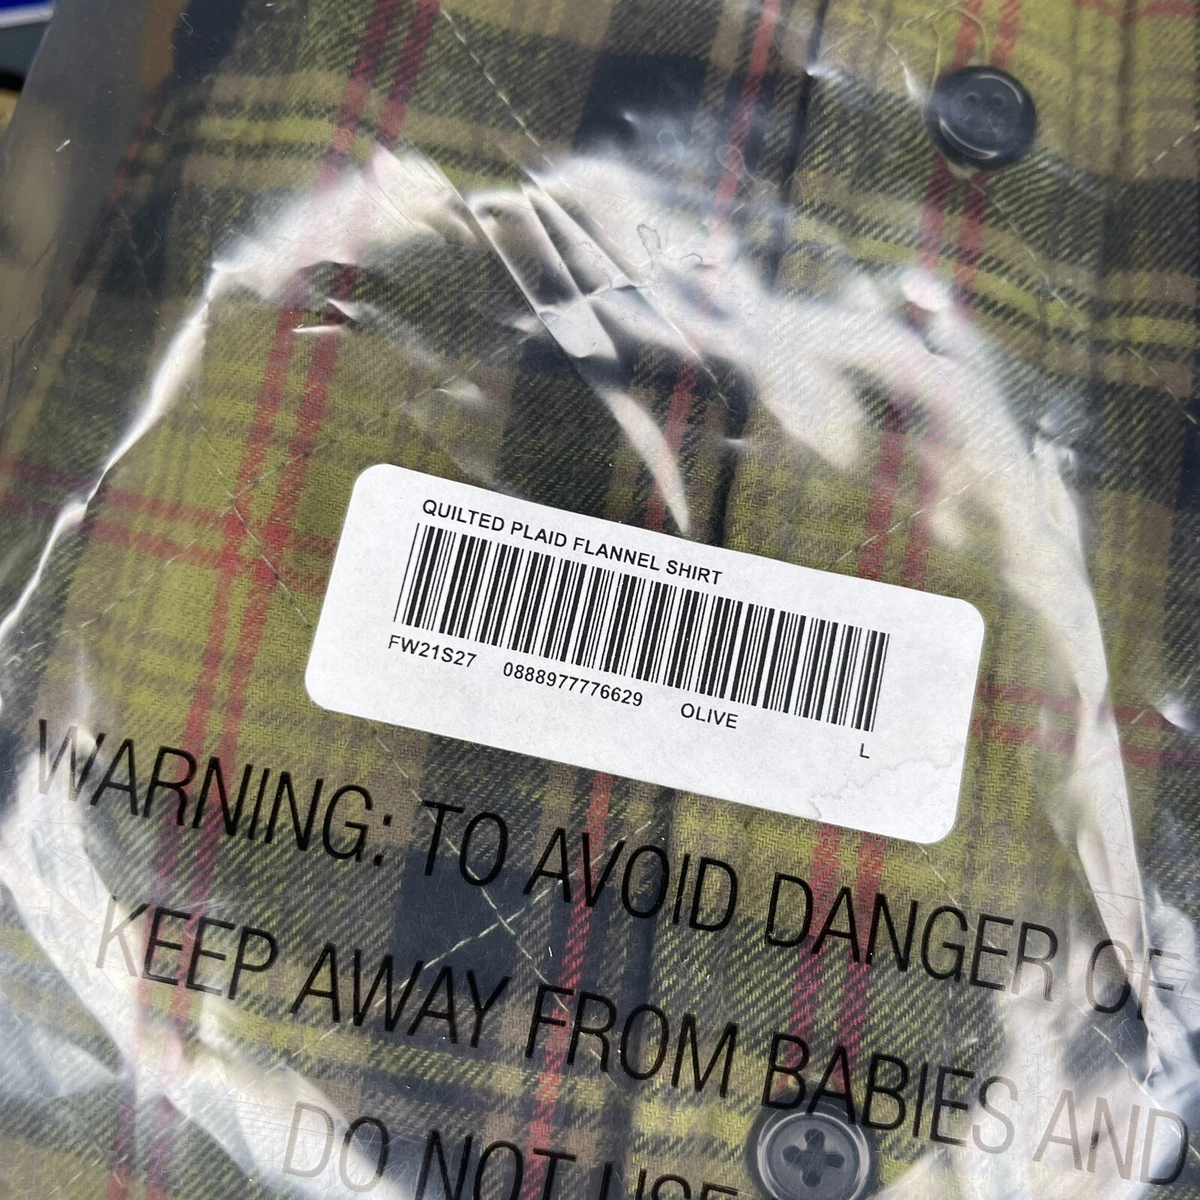 QUILTED PLAID FLANNEL SHIRT
FW21S27 0888977776629 OLIVE
L
WARNING: TO AVOID DANGER OF
KEEP AWAY FROM BABIES AND
DO NOT USE